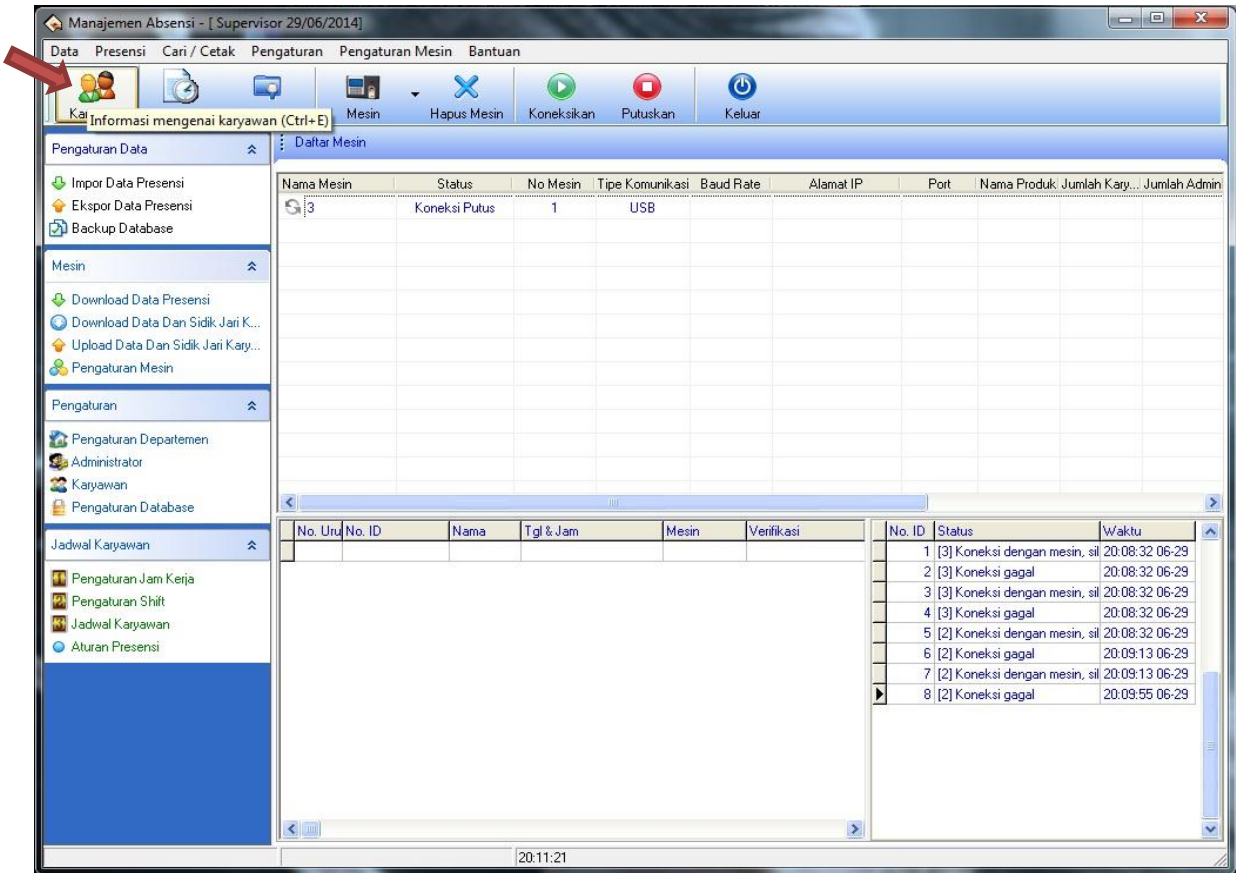 Manajemen Absensi - [ Supervisor 29/06/2014]
Data Presensi Cari / Cetak Pengaturan Pengaturan Mesin Bantuan
Mesin Hapus Mesin Koneksikan Putuskan Keluar
Informasi mengenai karyawan (Ctrl+E)
Pengaturan Data
Impor Data Presensi
Ekspor Data Presensi
Backup Database
Mesin
Download Data Presensi
Download Data Dan Sidik Jari K...
Upload Data Dan Sidik Jari Kary...
Pengaturan Mesin
Pengaturan
Pengaturan Departemen
Administrator
Karyawan
Pengaturan Database
Jadwal Karyawan
Pengaturan Jam Kerja
Pengaturan Shift
Jadwal Karyawan
Aturan Presensi
Daftar Mesin
Nama Mesin Status No Mesin Tipe Komunikasi Baud Rate Alamat IP Port Nama Produk Jumlah Kary... Jumlah Admin
3 Koneksi Putus 1 USB
No. Uru No. ID Nama Tgl & Jam Mesin Verifikasi
No. ID Status Waktu
1 [3] Koneksi dengan mesin, sil 20:08:32 06-29
2 [3] Koneksi gagal 20:08:32 06-29
3 [3] Koneksi dengan mesin, sil 20:08:32 06-29
4 [3] Koneksi gagal 20:08:32 06-29
5 [2] Koneksi dengan mesin, sil 20:08:32 06-29
6 [2] Koneksi gagal 20:09:13 06-29
7 [2] Koneksi dengan mesin, sil 20:09:13 06-29
8 [2] Koneksi gagal 20:09:55 06-29
20:11:21